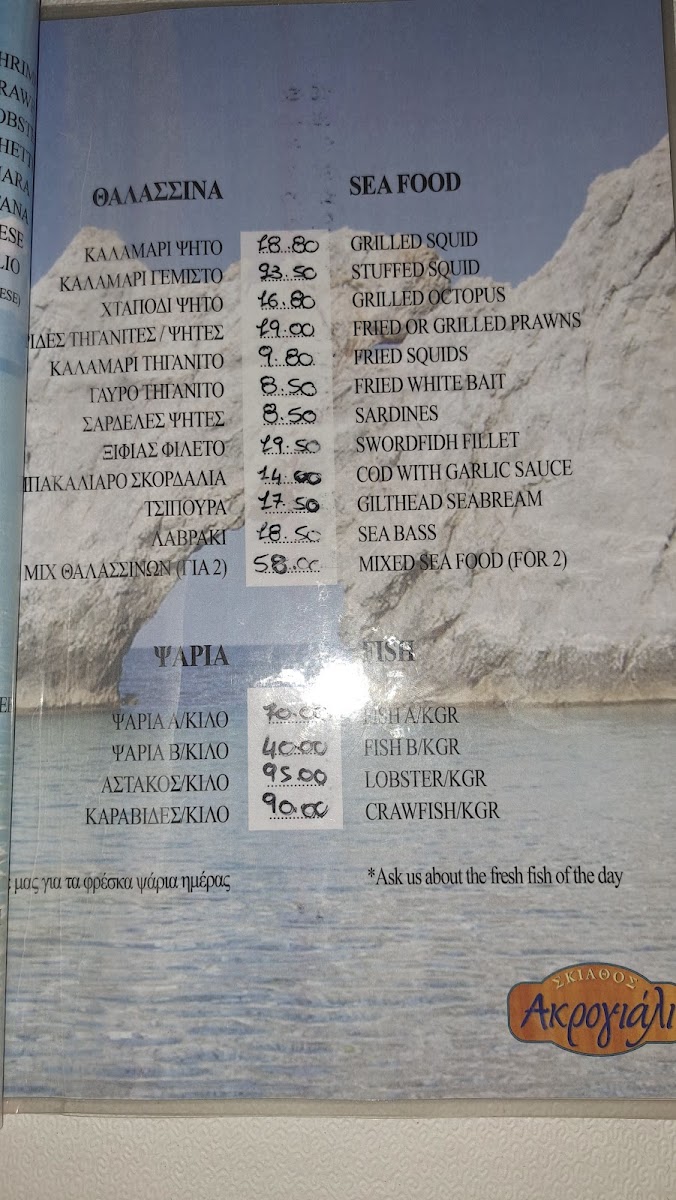 ΘΑΛΑΣΣΙΝΑ SEA FOOD
ΚΑΛΑΜΑΡΙ ΨΗΤΟ 18.80 GRILLED SQUID
ΚΑΛΑΜΑΡΙ ΓΕΜΙΣΤΟ 23.50 STUFFED SQUID
ΧΤΑΠΟΔΙ ΨΗΤΟ 16.80 GRILLED OCTOPUS
ΤΗΓΑΝΙΤΕΣ / ΨΗΤΕΣ 19.00 FRIED OR GRILLED PRAWNS
ΚΑΛΑΜΑΡΙ ΤΗΓΑΝΙΤΟ 9.80 FRIED SQUIDS
ΓΑΥΡΟ ΤΗΓΑΝΙΤΟ 8.50 FRIED WHITE BAIT
ΣΑΡΔΕΛΕΣ ΨΗΤΕΣ 8.50 SARDINES
ΞΙΦΙΑΣ ΦΙΛΕΤΟ 19.50 SWORDFIDH FILLET
ΜΠΑΚΑΛΙΑΡΟ ΣΚΟΡΔΑΛΙΑ 14.00 COD WITH GARLIC SAUCE
ΤΣΙΠΟΥΡΑ 17.50 GILTHEAD SEABREAM
ΛΑΒΡΑΚΙ 18.50 SEA BASS
ΜΙΧ ΘΑΛΑΣΣΙΝΩΝ (ΓΙΑ 2) 58.00 MIXED SEA FOOD (FOR 2)
ΨΑΡΙΑ FISH
ΨΑΡΙΑ Α/ΚΙΛΟ 70.00 FISH A/KGR
ΨΑΡΙΑ Β/ΚΙΛΟ 40.00 FISH B/KGR
ΑΣΤΑΚΟΣ/ΚΙΛΟ 95.00 LOBSTER/KGR
ΚΑΡΑΒΙΔΕΣ/ΚΙΛΟ 90.00 CRAWFISH/KGR
μας για τα φρέσκα ψάρια ημέρας *Ask us about the fresh fish of the day
ΣΚΙΑΘΟΣ
Ακρογιάλι